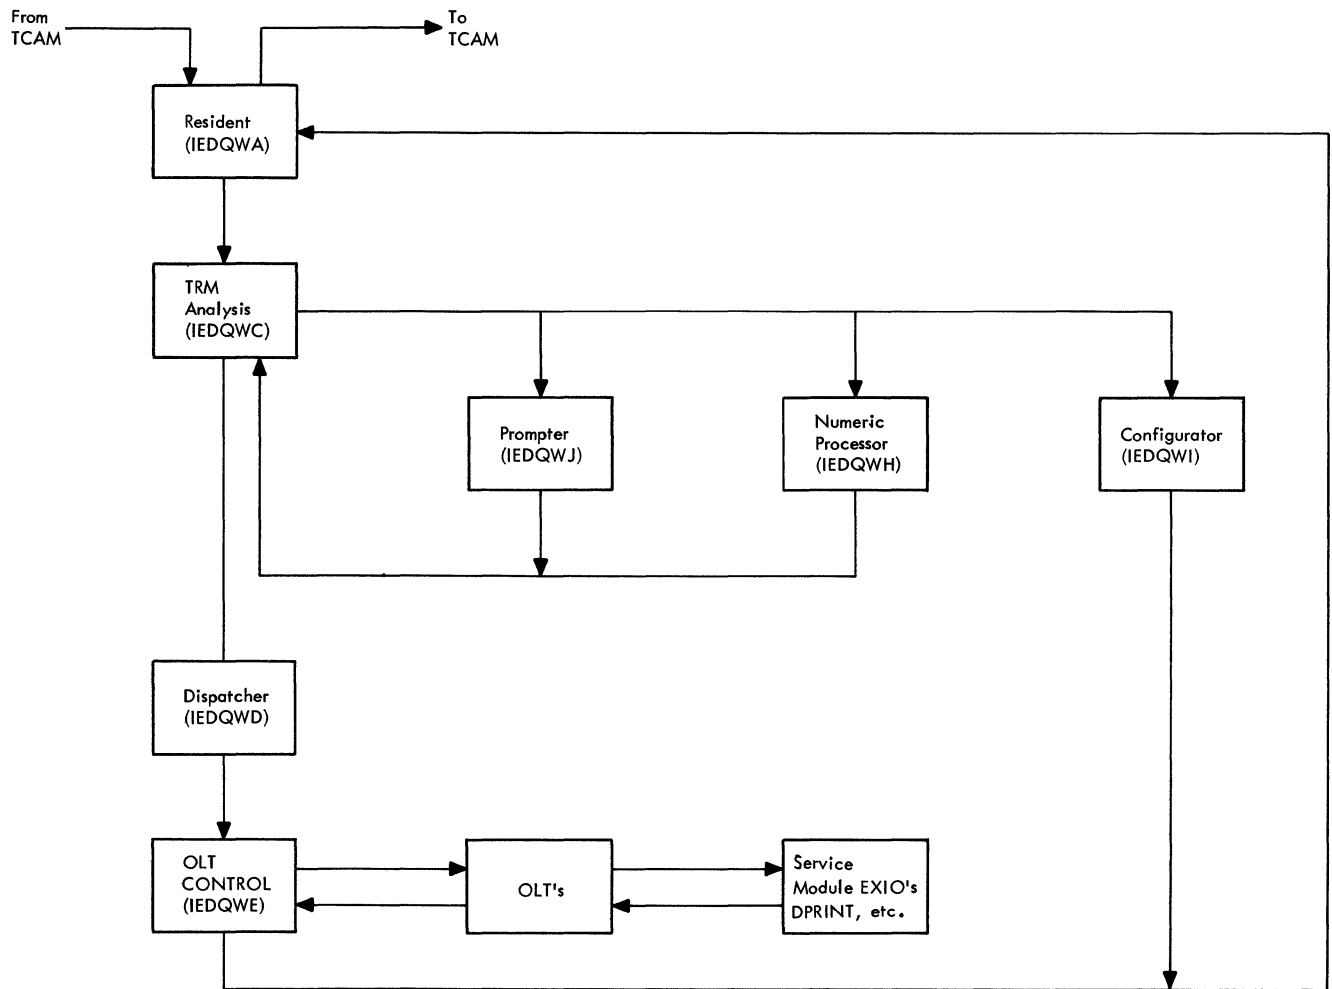 From
TCAM
To
TCAM
Resident
(IEDQWA)
TRM
Analysis
(IEDQWC)
Prompter
(IEDQWJ)
Numeric
Processor
(IEDQWH)
Configurator
(IEDQWI)
Dispatcher
(IEDQWD)
OLT
CONTROL
(IEDQWE)
OLT's
Service
Module EXIO's
DPRINT, etc.